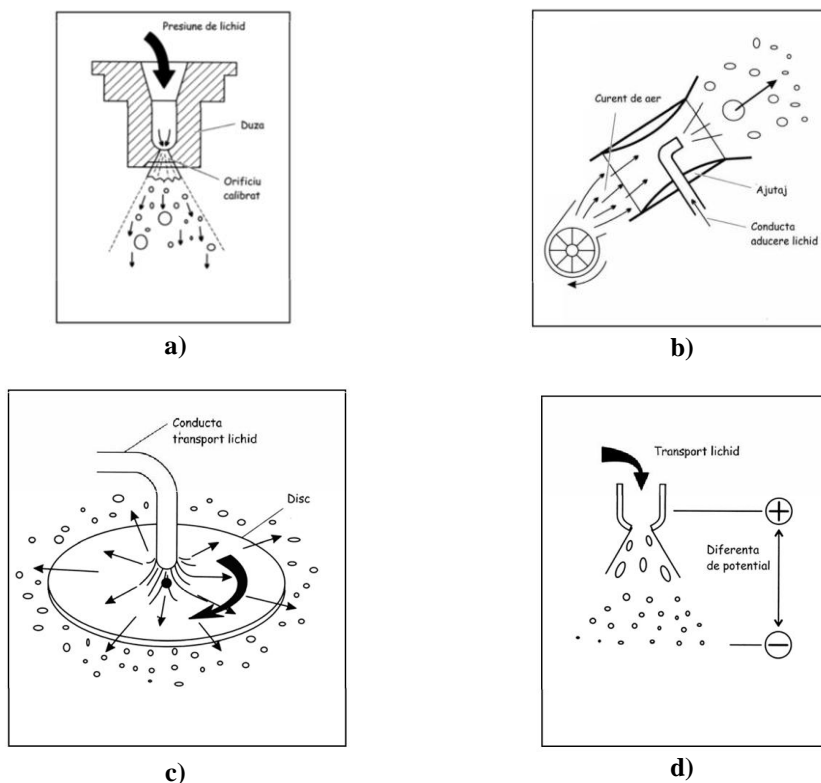 Presiune de lichid
Duza
Orificiu
calibrat
a)
Curent de aer
Ajutaj
Conducta
aducere lichid
b)
Conducta
transport lichid
Disc
c)
Transport lichid
+
Diferenta
de potential
−
d)